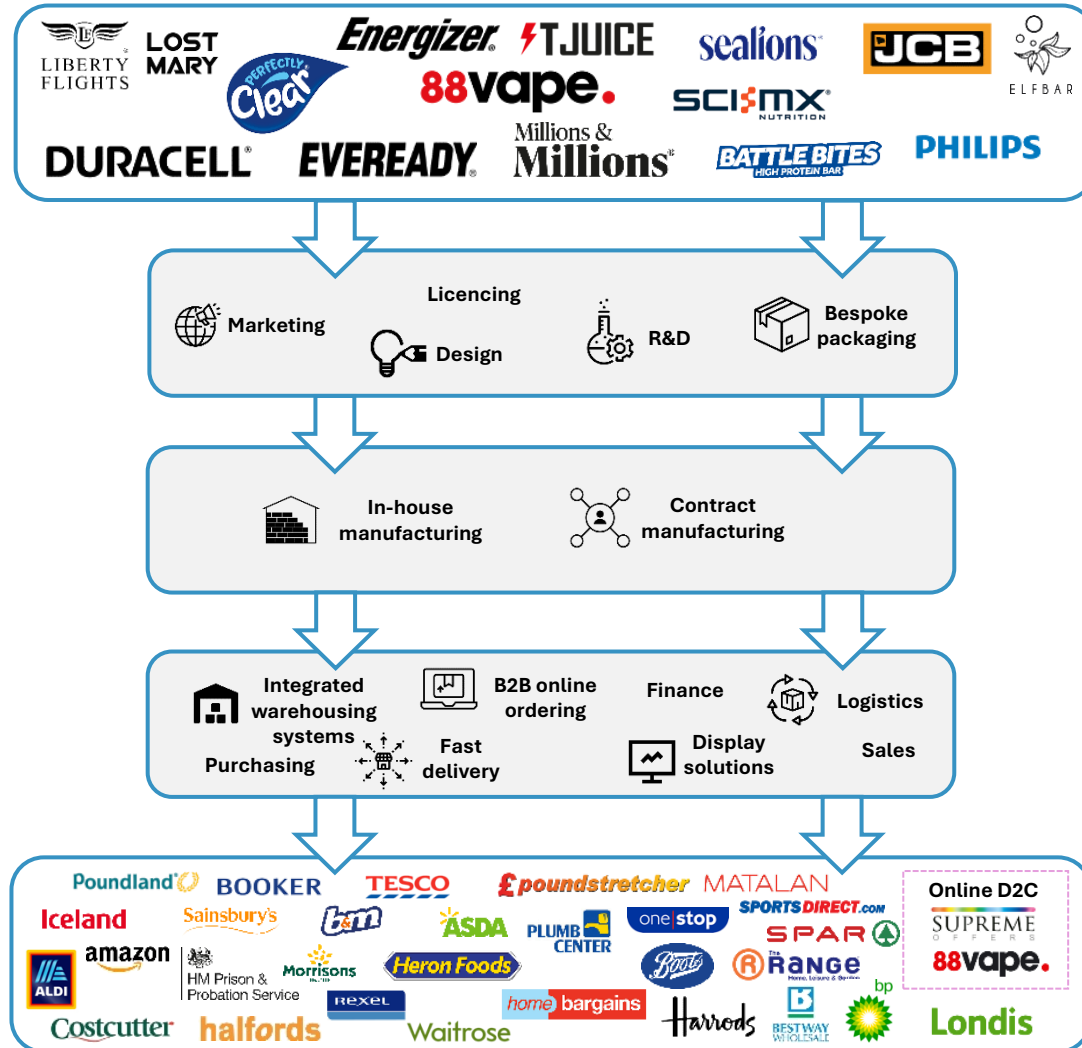 LIBERTY
FLIGHTS
LOST
MARY
PERFECTLY
Clear
Energizer.
TJUICE
88vape.
sealions
JCB
ELFBAR
SCI-MX
NUTRITION
DURACELL
EVEREADY
Millions &
Millions
BATTLE BITES
HIGH PROTEIN BAR
PHILIPS
Marketing
Licencing
Design
R&D
Bespoke
packaging
In-house
manufacturing
Contract
manufacturing
Integrated
warehousing
systems
B2B online
ordering
Finance
Logistics
Purchasing
Fast
delivery
Display
solutions
Sales
Poundland
BOOKER
TESCO
£poundstretcher
MATALAN
Online D2C
SUPREME
OFFERS
88vape.
Iceland
Sainsbury's
b&m
ASDA
PLUMB
CENTER
one|stop
SPORTSDIRECT.COM
SPAR
ALDI
amazon
HM Prison &
Probation Service
Morrisons
Heron Foods
Boots
The
RANGE
Home, Leisure & Garden
Costcutter
halfords
REXEL
Waitrose
home bargains
Harrods
BESTWAY
WHOLESALE
bp
Londis